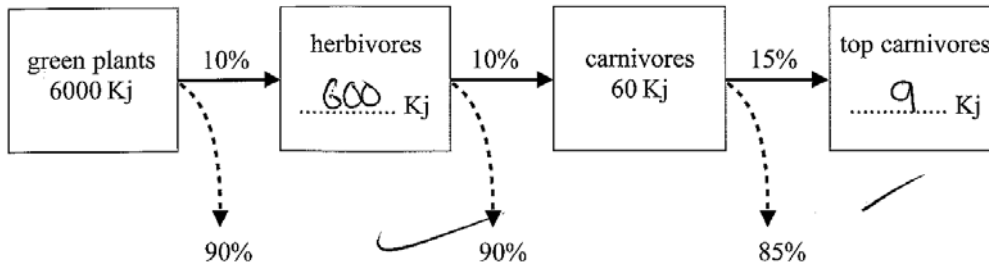 green plants
6000 Kj
10%
herbivores
600 Kj
10%
carnivores
60 Kj
15%
top carnivores
9 Kj
90%
90%
85%